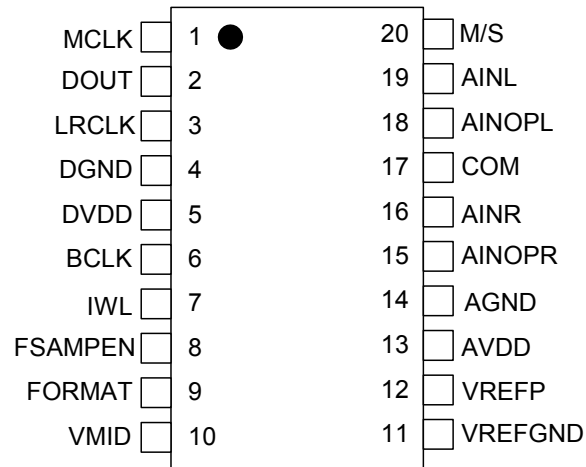 MCLK 1 20 M/S
DOUT 2 19 AINL
LRCLK 3 18 AINOPL
DGND 4 17 COM
DVDD 5 16 AINR
BCLK 6 15 AINOPR
IWL 7 14 AGND
FSAMPEN 8 13 AVDD
FORMAT 9 12 VREFP
VMID 10 11 VREFGND